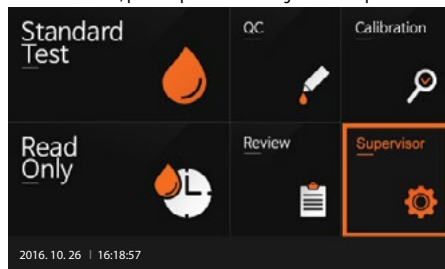 Standard
Test
QC
Calibration
Read
Only
Review
Supervisor
2016. 10. 26 | 16:18:57